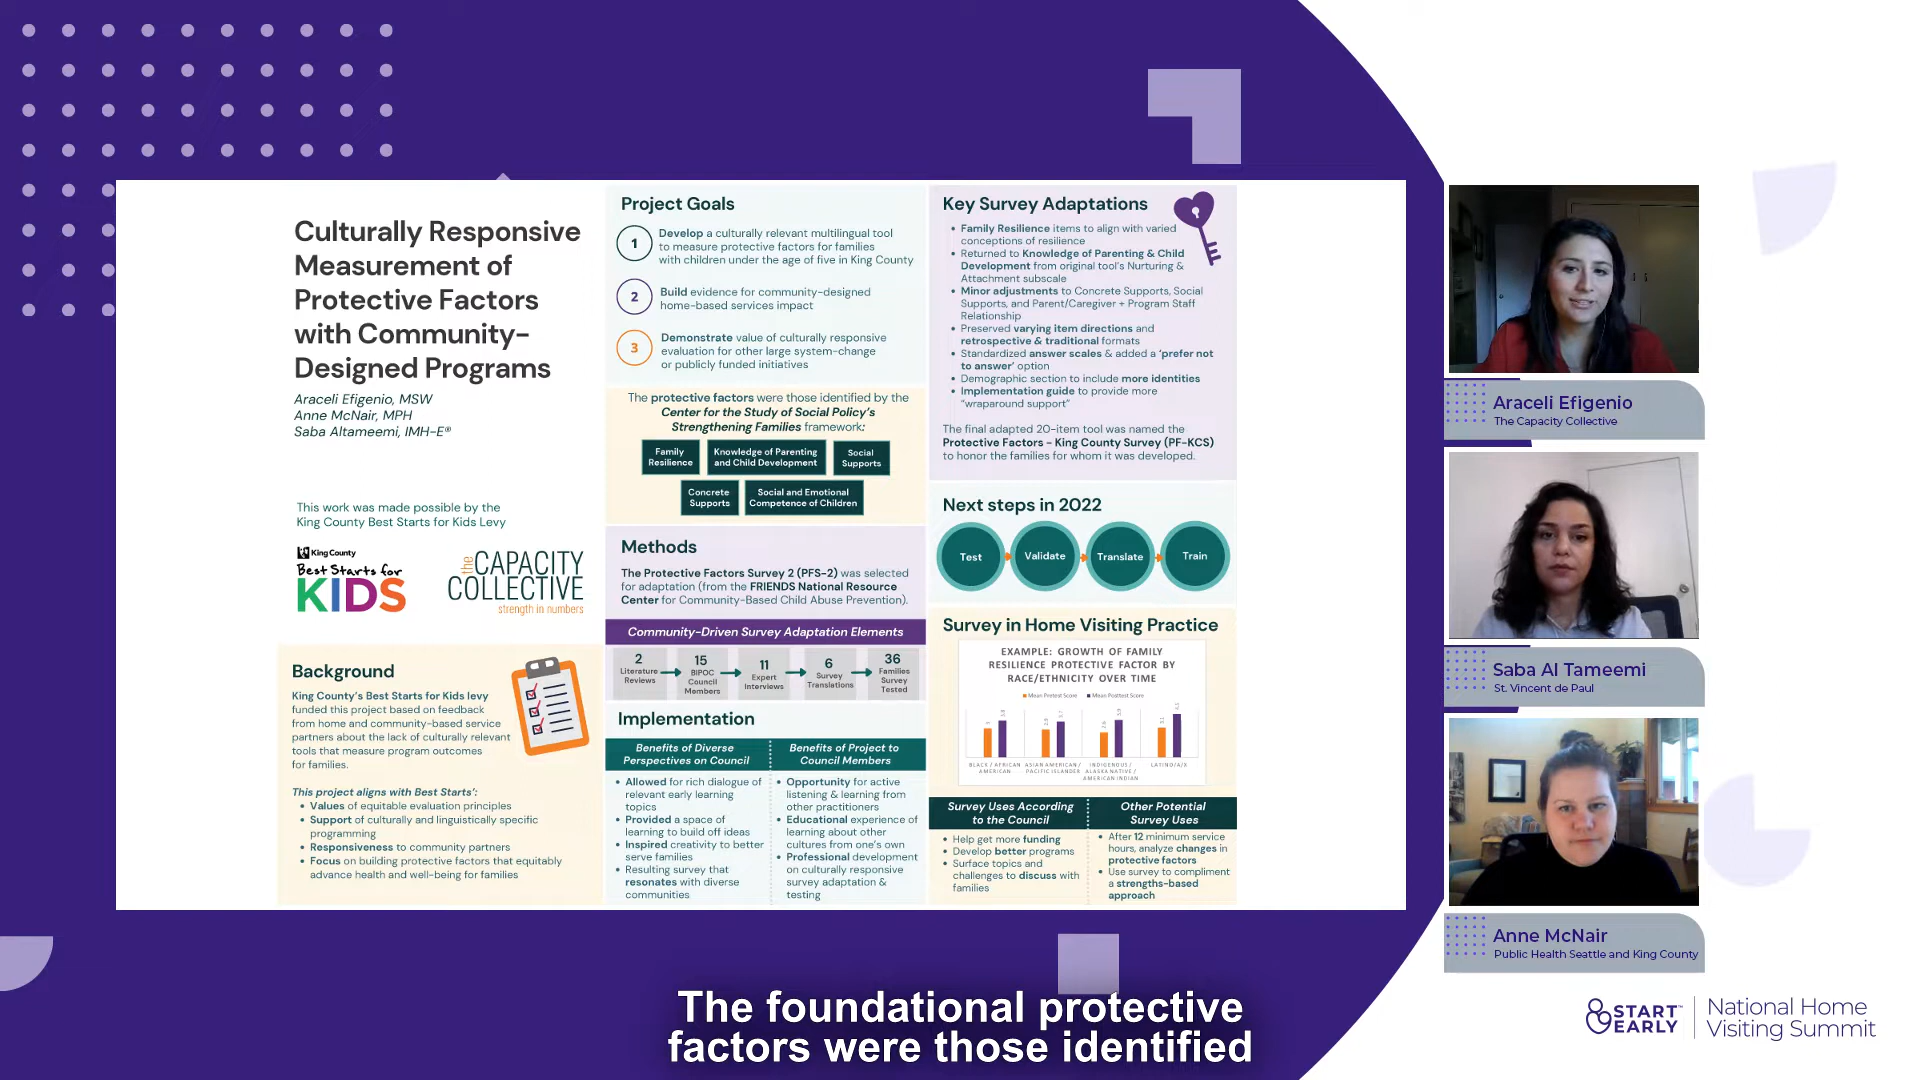 Culturally Responsive
Measurement of
Protective Factors
with Community-
Designed Programs
Araceli Efigenio, MSW
Anne McNair, MPH
Saba Altameemi, IMH-E®
This work was made possible by the
King County Best Starts for Kids Levy
King County
Best Starts for
KIDS
the
CAPACITY
COLLECTIVE
strength in numbers
Background
King County's Best Starts for Kids levy
funded this project based on feedback
from home and community-based service
partners about the lack of culturally relevant
tools that measure program outcomes
for families.
This project aligns with Best Starts':
• Values of equitable evaluation principles
• Support of culturally and linguistically specific
programming
• Responsiveness to community partners
• Focus on building protective factors that equitably
advance health and well-being for families
Project Goals
1
Develop a culturally relevant multilingual tool
to measure protective factors for families
with children under the age of five in King County
2
Build evidence for community-designed
home-based services impact
3
Demonstrate value of culturally responsive
evaluation for other large system-change
or publicly funded initiatives
The protective factors were those identified by the
Center for the Study of Social Policy's
Strengthening Families framework:
Family
Resilience
Knowledge of Parenting
and Child Development
Social
Supports
Concrete
Supports
Social and Emotional
Competence of Children
Methods
The Protective Factors Survey 2 (PFS-2) was selected
for adaptation (from the FRIENDS National Resource
Center for Community-Based Child Abuse Prevention).
Community-Driven Survey Adaptation Elements
2
Literature
Reviews
15
BIPOC
Council
Members
11
Expert
Interviews
6
Survey
Translations
36
Families
Survey
Tested
Implementation
Benefits of Diverse
Perspectives on Council
• Allowed for rich dialogue of
relevant early learning
topics
• Provided a space of
learning to build off ideas
• Inspired creativity to better
serve families
• Resulting survey that
resonates with diverse
communities
Benefits of Project to
Council Members
• Opportunity for active
listening & learning from
other practitioners
• Educational experience of
learning about other
cultures from one's own
• Professional development
on culturally responsive
survey adaptation &
testing
Key Survey Adaptations
• Family Resilience items to align with varied
conceptions of resilience
• Returned to Knowledge of Parenting & Child
Development from original tool's Nurturing &
Attachment subscale
• Minor adjustments to Concrete Supports, Social
Supports, and Parent/Caregiver + Program Staff
Relationship
• Preserved varying item directions and
retrospective & traditional formats
• Standardized answer scales & added a 'prefer not
to answer' option
• Demographic section to include more identities
• Implementation guide to provide more
"wraparound support"
The final adapted 20-item tool was named the
Protective Factors - King County Survey (PF-KCS)
to honor the families for whom it was developed.
Next steps in 2022
Test
Validate
Translate
Train
Survey in Home Visiting Practice
EXAMPLE: GROWTH OF FAMILY
RESILIENCE PROTECTIVE FACTOR BY
RACE/ETHNICITY OVER TIME
Mean Pretest Score
Mean Posttest Score
BLACK / AFRICAN
AMERICAN
ASIAN AMERICAN /
PACIFIC ISLANDER
INDIGENOUS /
ALASKA NATIVE /
AMERICAN INDIAN
LATINO/A/X
Survey Uses According
to the Council
• Help get more funding
• Develop better programs
• Surface topics and
challenges to discuss with
families
Other Potential
Survey Uses
• After 12 minimum service
hours, analyze changes in
protective factors
• Use survey to compliment
a strengths-based
approach
Araceli Efigenio
The Capacity Collective
Saba Al Tameemi
St. Vincent de Paul
Anne McNair
Public Health Seattle and King County
START
EARLY
National Home
Visiting Summit
The foundational protective
factors were those identified